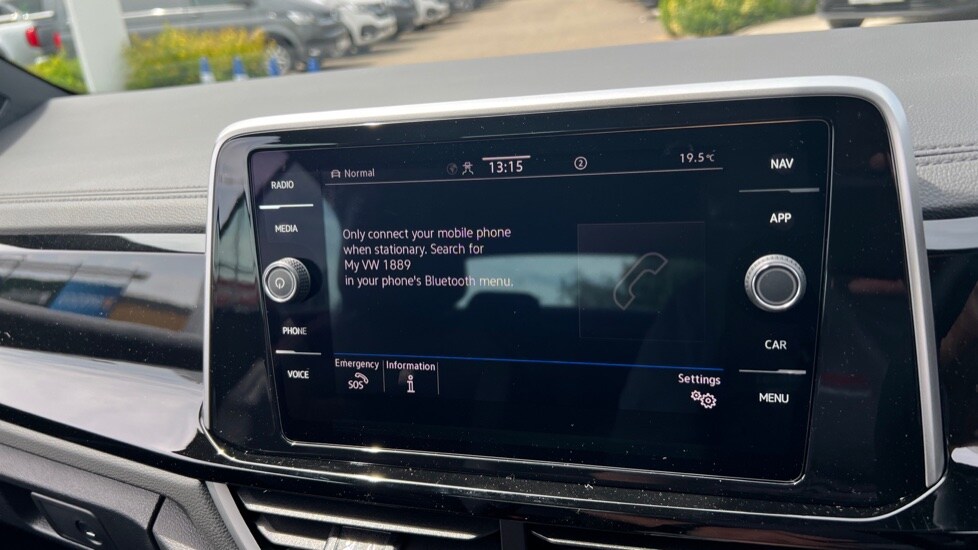 Normal
13:15
2
19.5°C
RADIO
MEDIA
PHONE
VOICE
Only connect your mobile phone
when stationary. Search for
My VW 1889
in your phone's Bluetooth menu.
Emergency
SOS
Information
i
Settings
NAV
APP
CAR
MENU